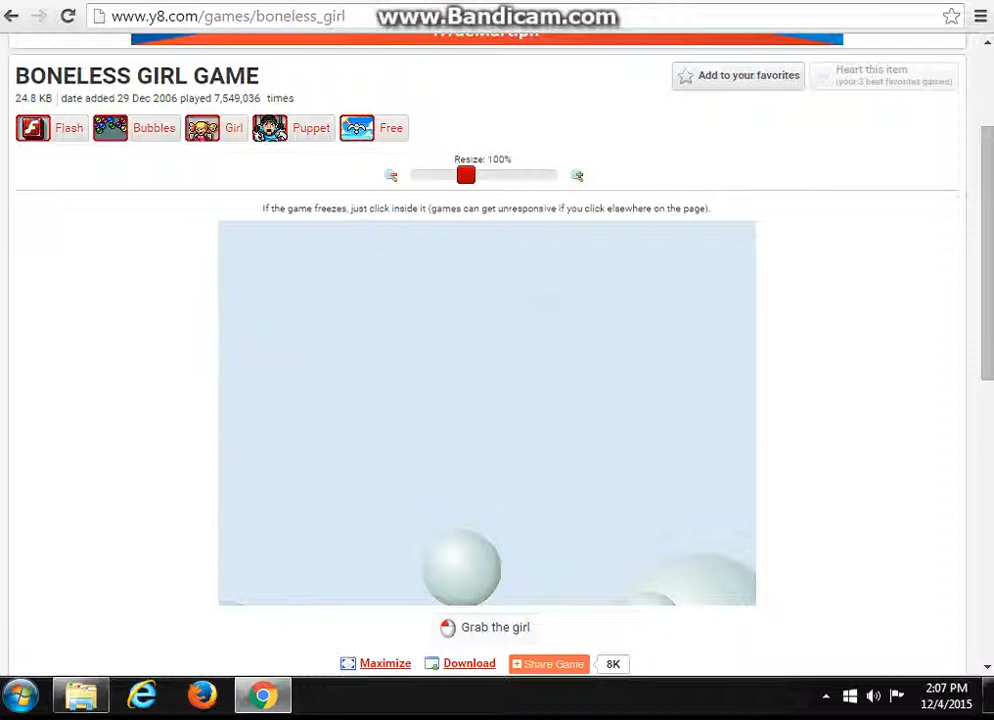 www.y8.com/games/boneless_girl
www.Bandicam.com
BONELESS GIRL GAME
Add to your favorites
Heart this item
(your 3 best favorites games)
24.8 KB date added 29 Dec 2006 played 7,549,036 times
Flash Bubbles Girl Puppet Free
Resize: 100%
If the game freezes, just click inside it (games can get unresponsive if you click elsewhere on the page).
Grab the girl
Maximize Download Share Game 8K
2:07 PM
12/4/2015